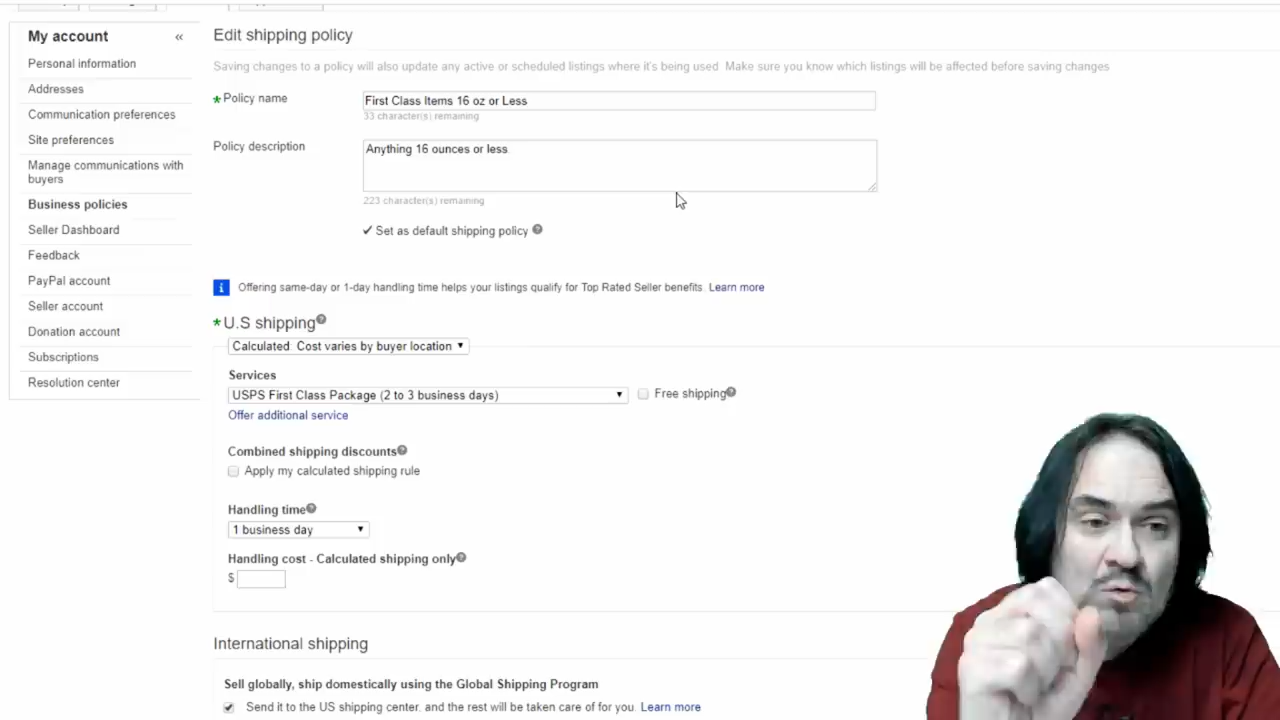 My account «
Personal information
Addresses
Communication preferences
Site preferences
Manage communications with
buyers
Business policies
Seller Dashboard
Feedback
PayPal account
Seller account
Donation account
Subscriptions
Resolution center
Edit shipping policy
Saving changes to a policy will also update any active or scheduled listings where it's being used Make sure you know which listings will be affected before saving changes
* Policy name
First Class Items 16 oz or Less
33 character(s) remaining
Policy description
Anything 16 ounces or less
223 character(s) remaining
✓ Set as default shipping policy ?
i Offering same-day or 1-day handling time helps your listings qualify for Top Rated Seller benefits. Learn more
* U.S shipping ?
Calculated: Cost varies by buyer location ▼
Services
USPS First Class Package (2 to 3 business days) ▼ Free shipping ?
Offer additional service
Combined shipping discounts ?
Apply my calculated shipping rule
Handling time ?
1 business day ▼
Handling cost - Calculated shipping only ?
$
International shipping
Sell globally, ship domestically using the Global Shipping Program
Send it to the US shipping center, and the rest will be taken care of for you. Learn more